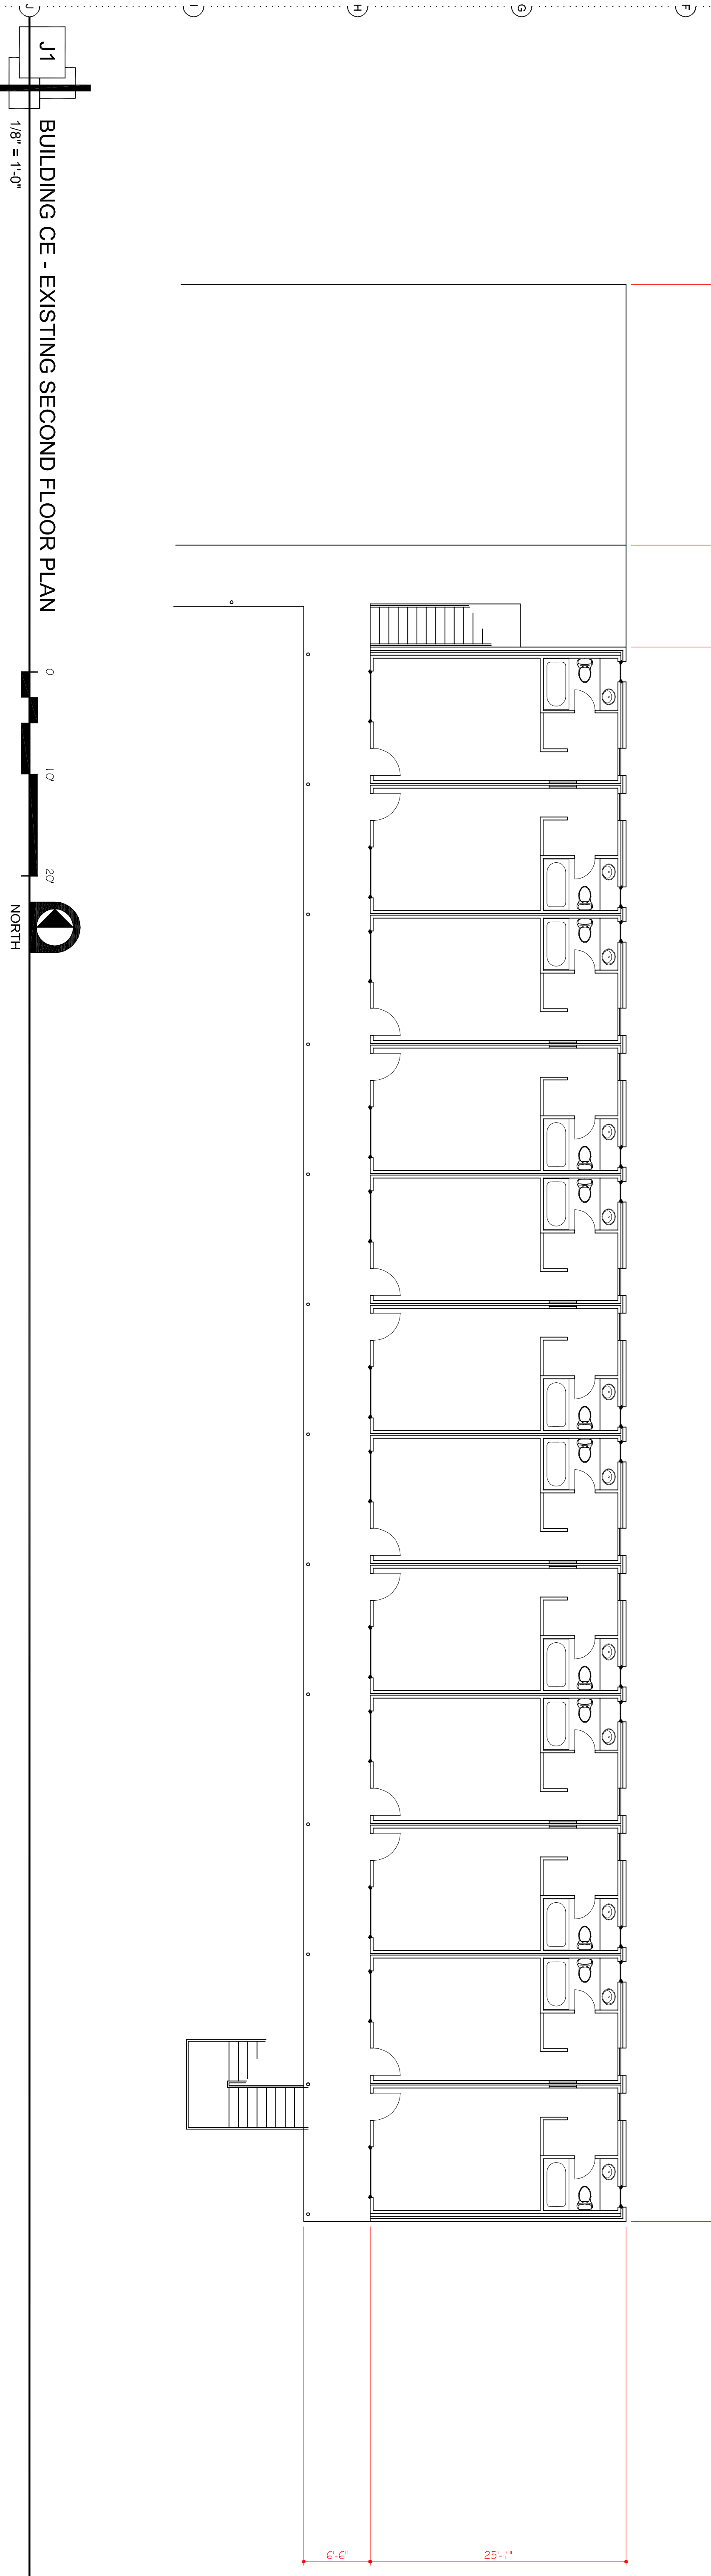 F
G
H
I
J
25'-1"
6'-6"
J1
BUILDING CE - EXISTING SECOND FLOOR PLAN
1/8" = 1'-0"
0
10'
20'
NORTH